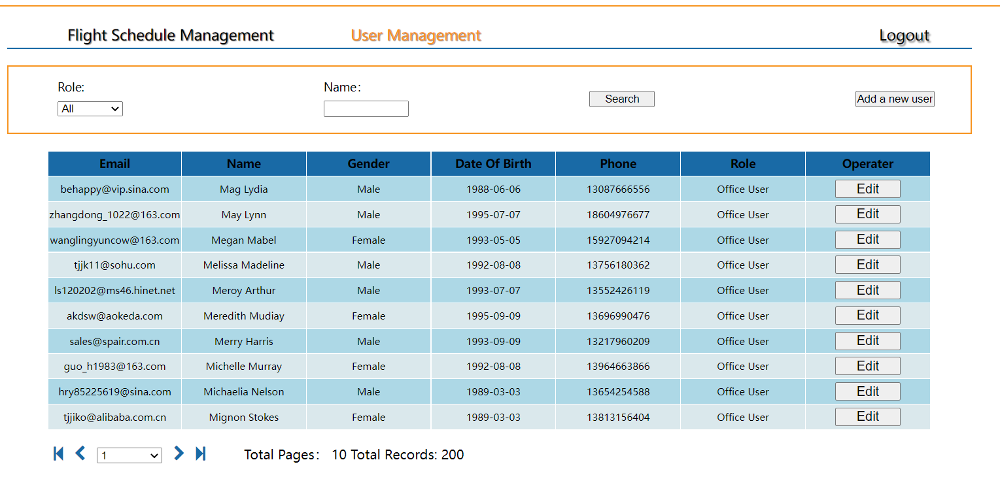 Flight Schedule Management User Management Logout
Role: Name: Search Add a new user
All
Email Name Gender Date Of Birth Phone Role Operater
behappy@vip.sina.com Mag Lydia Male 1988-06-06 13087666556 Office User Edit
zhangdong_1022@163.com May Lynn Male 1995-07-07 18604976677 Office User Edit
wanglingyuncow@163.com Megan Mabel Female 1993-05-05 15927094214 Office User Edit
tjjk11@sohu.com Melissa Madeline Male 1992-08-08 13756180362 Office User Edit
ls120202@ms46.hinet.net Meroy Arthur Male 1993-07-07 13552426119 Office User Edit
akdsw@aokeda.com Meredith Mudiay Female 1995-09-09 13696990476 Office User Edit
sales@spair.com.cn Merry Harris Male 1993-09-09 13217960209 Office User Edit
guo_h1983@163.com Michelle Murray Female 1992-08-08 13964663866 Office User Edit
hry85225619@sina.com Michaelia Nelson Male 1989-03-03 13654254588 Office User Edit
tjjiko@alibaba.com.cn Mignon Stokes Female 1989-03-03 13813156404 Office User Edit
1 Total Pages： 10 Total Records: 200